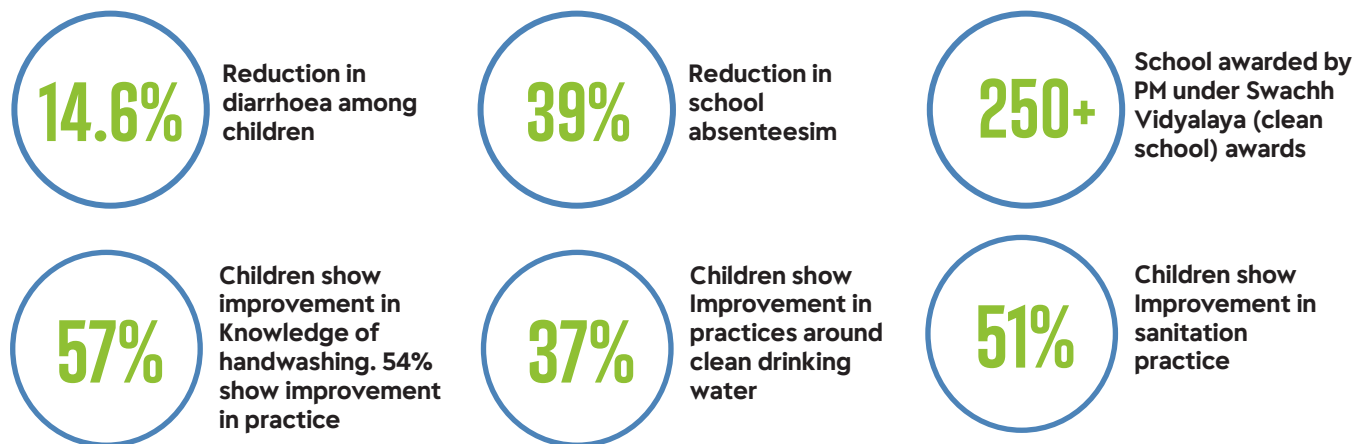 14.6%
Reduction in
diarrhoea among
children
39%
Reduction in
school
absenteesim
250+
School awarded by
PM under Swachh
Vidyalaya (clean
school) awards
57%
Children show
improvement in
Knowledge of
handwashing. 54%
show improvement
in practice
37%
Children show
Improvement in
practices around
clean drinking
water
51%
Children show
Improvement in
sanitation
practice